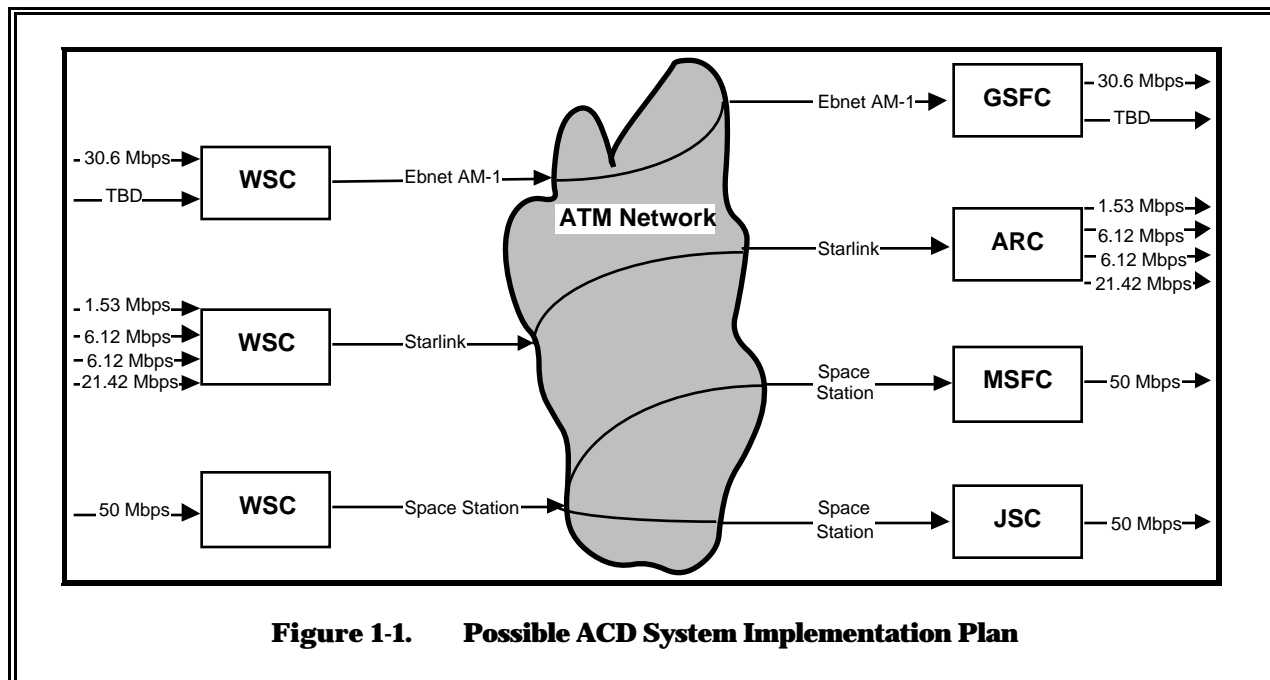 30.6 Mbps
TBD
WSC
Ebnet AM-1
Ebnet AM-1
GSFC
30.6 Mbps
TBD
ATM Network
1.53 Mbps
6.12 Mbps
6.12 Mbps
21.42 Mbps
WSC
Starlink
Starlink
ARC
1.53 Mbps
6.12 Mbps
6.12 Mbps
21.42 Mbps
Space
Station
MSFC
50 Mbps
50 Mbps
WSC
Space Station
Space
Station
JSC
50 Mbps
Figure 1-1. Possible ACD System Implementation Plan